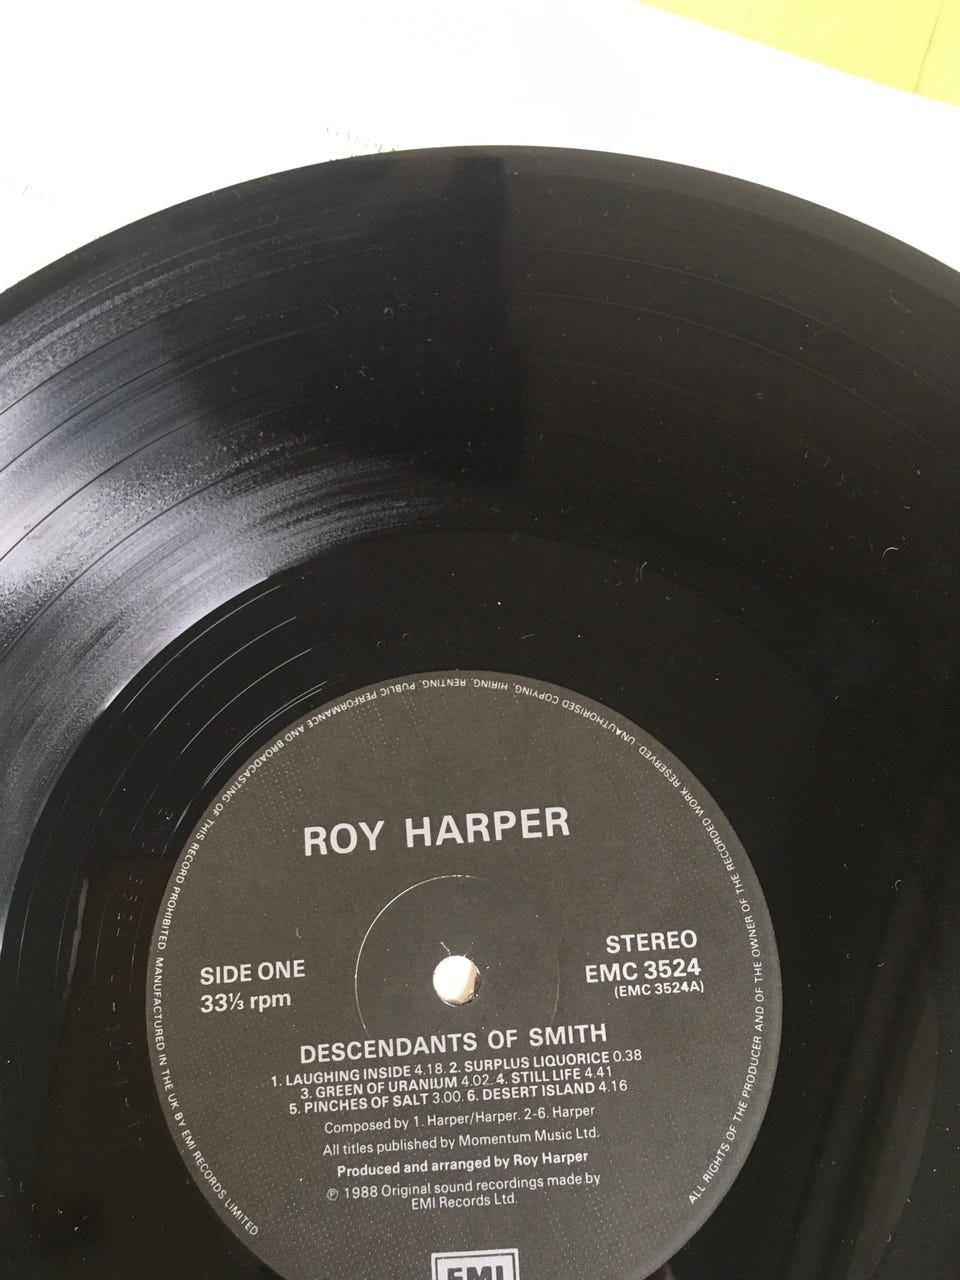 ROY HARPER
SIDE ONE
33⅓ rpm
STEREO
EMC 3524
(EMC 3524A)
DESCENDANTS OF SMITH
1. LAUGHING INSIDE 4.18. 2. SURPLUS LIQUORICE 0.38
3. GREEN OF URANIUM 4.02. 4. STILL LIFE 4.41
5. PINCHES OF SALT 3.00. 6. DESERT ISLAND 4.16
Composed by 1. Harper/Harper. 2-6. Harper
All titles published by Momentum Music Ltd.
Produced and arranged by Roy Harper
℗ 1988 Original sound recordings made by
EMI Records Ltd.
EMI
ALL RIGHTS OF THE PRODUCER AND OF THE OWNER OF THE RECORDED WORK RESERVED. UNAUTHORISED COPYING, HIRING, RENTING, PUBLIC PERFORMANCE AND BROADCASTING OF THIS RECORD PROHIBITED. MANUFACTURED IN THE UK BY EMI RECORDS LIMITED